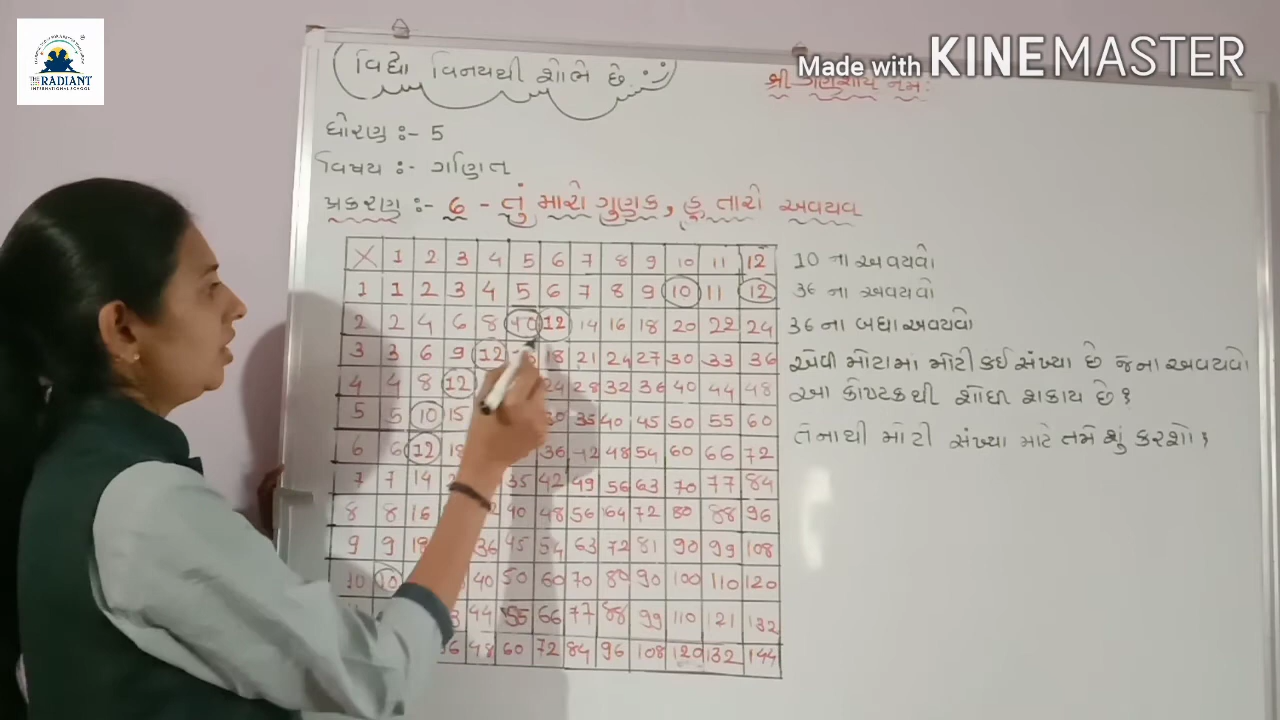 RADIANT
INTERNATIONAL SCHOOL
Made with KINEMASTER
વિદ્યા વિનયથી શોભે છે.
શ્રી ગણેશાય નમઃ
ધોરણ :- 5
વિષય :- ગણિત
પ્રકરણ :- 6 - તું મારો ગુણક, હું તારો અવયવ
X 1 2 3 4 5 6 7 8 9 10 11 12
1 1 2 3 4 5 6 7 8 9 10 11 12
2 2 4 6 8 10 12 14 16 18 20 22 24
3 3 6 9 12 18 21 24 27 30 33 36
4 4 8 12 24 28 32 36 40 44 48
5 5 10 15 30 35 40 45 50 55 60
6 6 12 18 36 42 48 54 60 66 72
7 7 14 35 42 49 56 63 70 77 84
8 8 16 40 48 56 64 72 80 88 96
9 9 18 36 45 54 63 72 81 90 99 108
10 10 40 50 60 70 80 90 100 110 120
44 55 66 77 88 99 110 121 132
48 60 72 84 96 108 120 132 144
10 ના અવયવો
36 ના અવયવો
36 ના બધા અવયવો
એવી મોટામાં મોટી કઈ સંખ્યા છે જેના અવયવો
આ કોષ્ટકથી શોધી શકાય છે?
તેનાથી મોટી સંખ્યા માટે તમે શું કરશો?